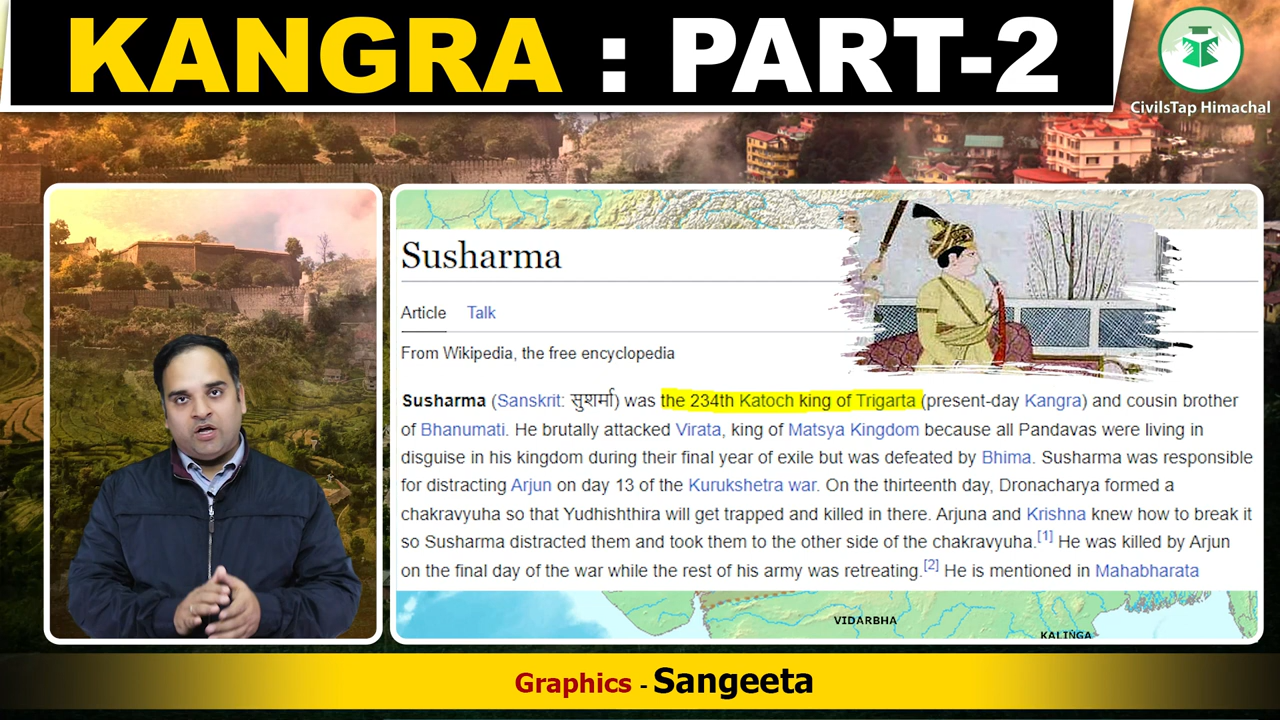 KANGRA : PART-2
CivilsTap Himachal
Susharma
Article Talk
From Wikipedia, the free encyclopedia
Susharma (Sanskrit: सुशर्मा) was the 234th Katoch king of Trigarta (present-day Kangra) and cousin brother
of Bhanumati. He brutally attacked Virata, king of Matsya Kingdom because all Pandavas were living in
disguise in his kingdom during their final year of exile but was defeated by Bhima. Susharma was responsible
for distracting Arjun on day 13 of the Kurukshetra war. On the thirteenth day, Dronacharya formed a
chakravyuha so that Yudhishthira will get trapped and killed in there. Arjuna and Krishna knew how to break it
so Susharma distracted them and took them to the other side of the chakravyuha.[1] He was killed by Arjun
on the final day of the war while the rest of his army was retreating.[2] He is mentioned in Mahabharata
VIDARBHA
KALINGA
Graphics - Sangeeta